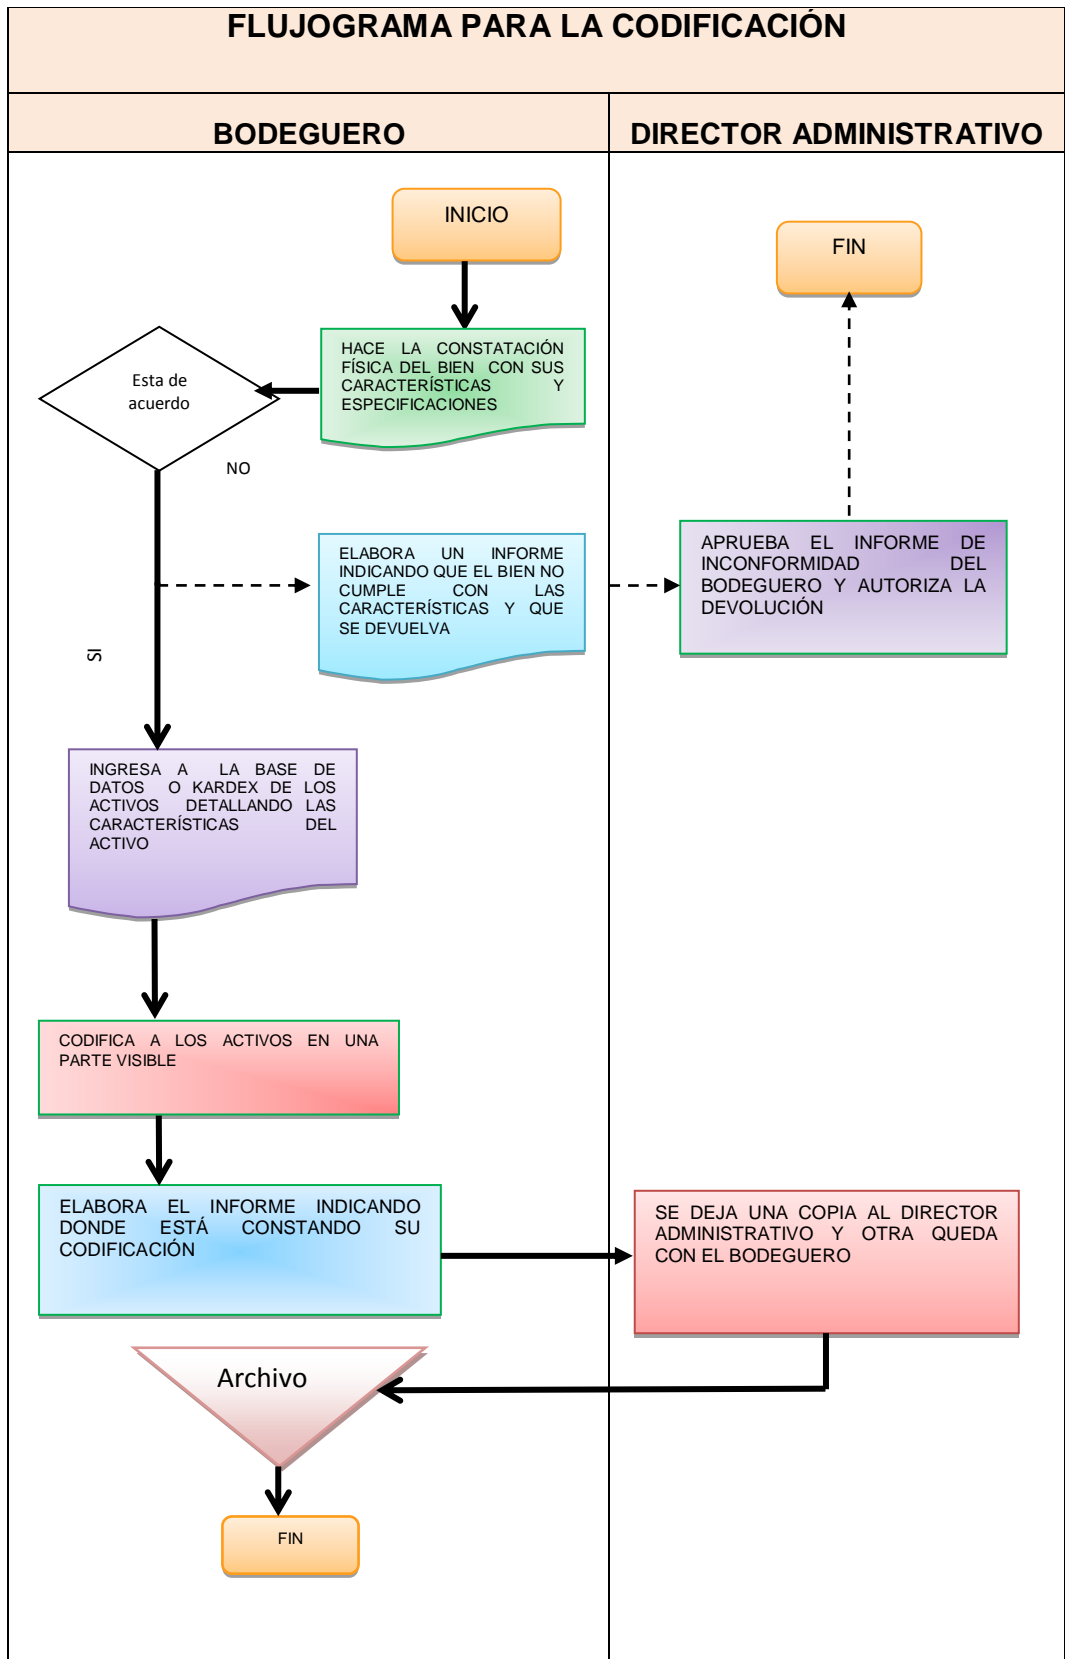 FLUJOGRAMA PARA LA CODIFICACIÓN
BODEGUERO
DIRECTOR ADMINISTRATIVO
INICIO
FIN
HACE LA CONSTATACIÓN
FÍSICA DEL BIEN CON SUS
CARACTERÍSTICAS Y
ESPECIFICACIONES
Esta de
acuerdo
NO
ELABORA UN INFORME
INDICANDO QUE EL BIEN NO
CUMPLE CON LAS
CARACTERÍSTICAS Y QUE
SE DEVUELVA
APRUEBA EL INFORME DE
INCONFORMIDAD DEL
BODEGUERO Y AUTORIZA LA
DEVOLUCIÓN
SI
INGRESA A LA BASE DE
DATOS O KARDEX DE LOS
ACTIVOS DETALLANDO LAS
CARACTERÍSTICAS DEL
ACTIVO
CODIFICA A LOS ACTIVOS EN UNA
PARTE VISIBLE
ELABORA EL INFORME INDICANDO
DONDE ESTÁ CONSTANDO SU
CODIFICACIÓN
SE DEJA UNA COPIA AL DIRECTOR
ADMINISTRATIVO Y OTRA QUEDA
CON EL BODEGUERO
Archivo
FIN